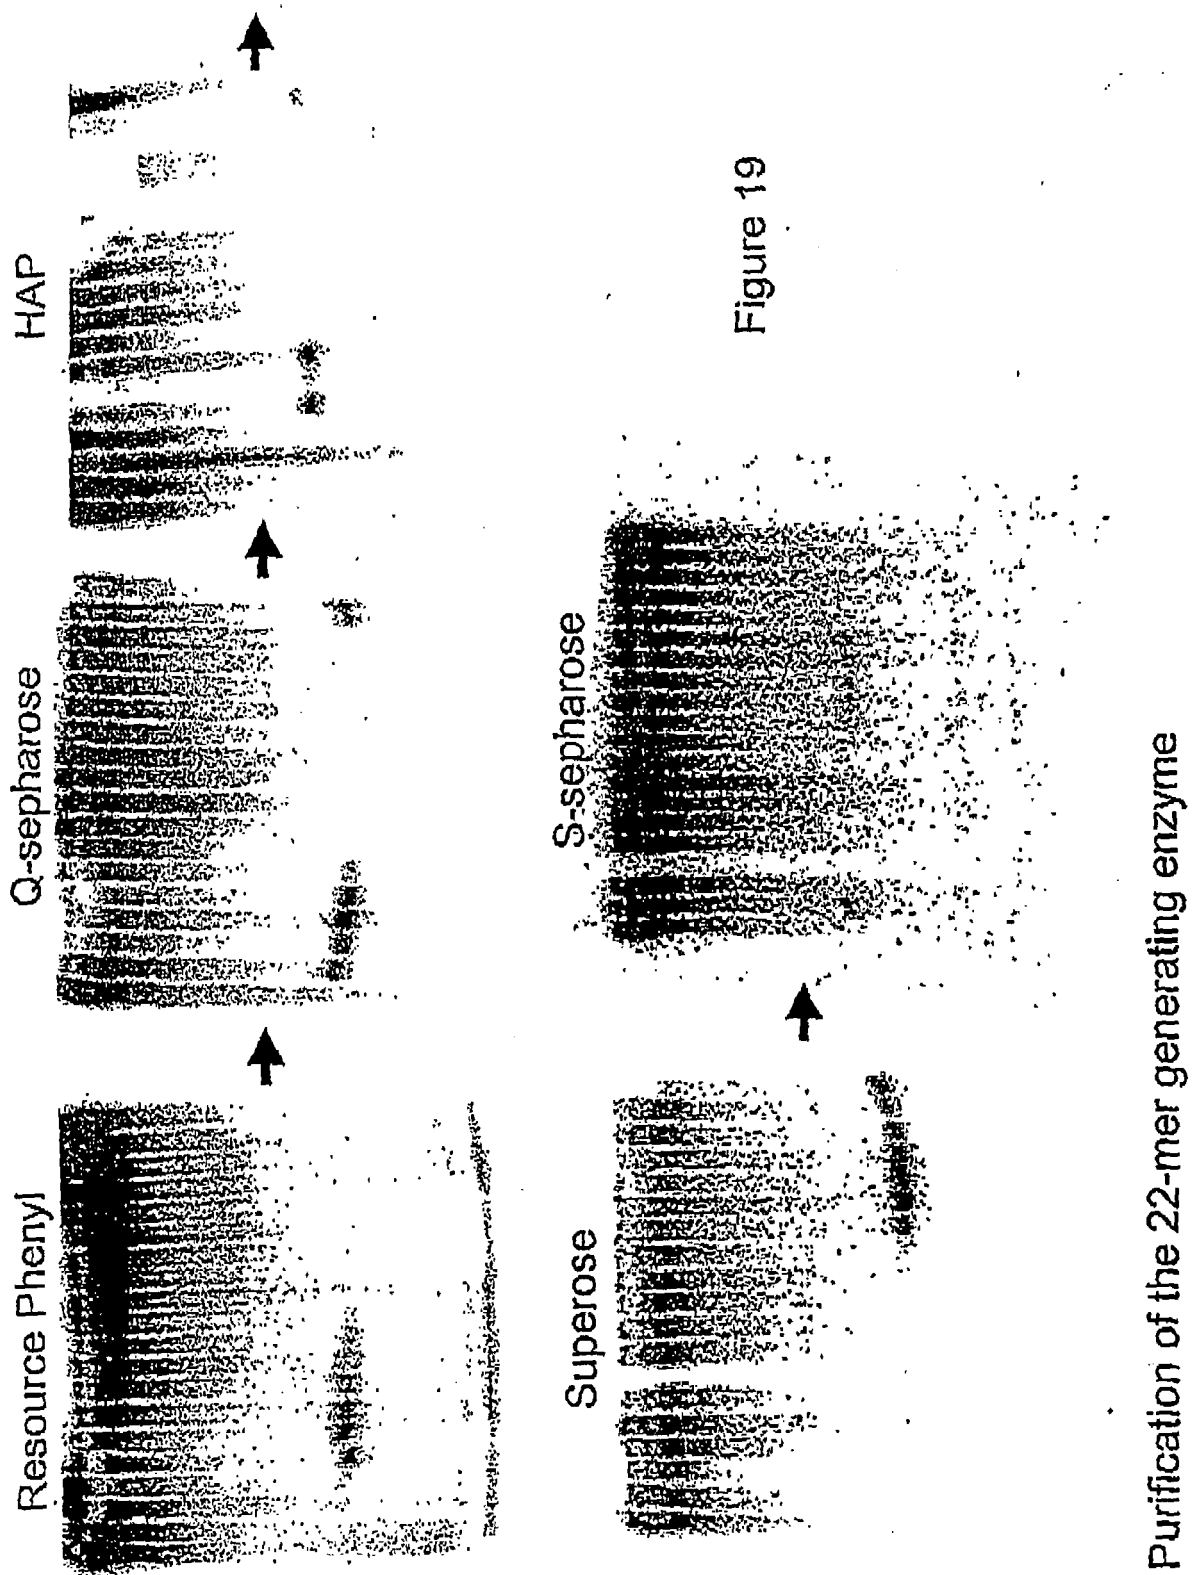 Resource Phenyl
Q-sepharose
HAP
Superose
S-sepharose
Figure 19
Purification of the 22-mer generating enzyme